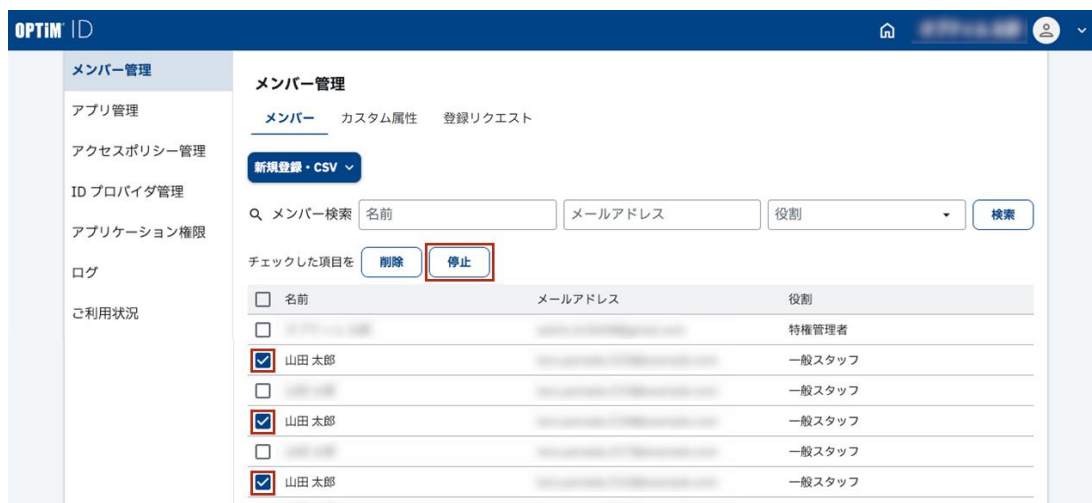 OPTiM ID
メンバー管理
アプリ管理
アクセスポリシー管理
ID プロバイダ管理
アプリケーション権限
ログ
ご利用状況
メンバー管理
メンバー カスタム属性 登録リクエスト
新規登録・CSV
メンバー検索 名前 メールアドレス 役割 検索
チェックした項目を 削除 停止
名前 メールアドレス 役割
特権管理者
山田 太郎 一般スタッフ
一般スタッフ
山田 太郎 一般スタッフ
一般スタッフ
山田 太郎 一般スタッフ